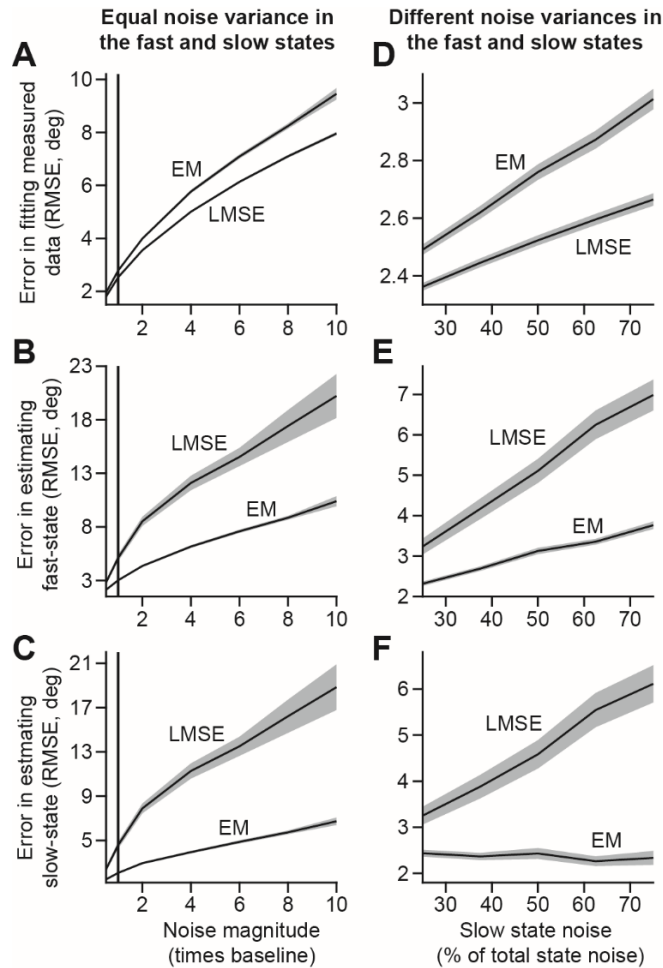 Equal noise variance in
the fast and slow states
Different noise variances in
the fast and slow states
A
Error in fitting measured
data (RMSE, deg)
10
8
6
4
2
EM
LMSE
2 4 6 8 10
D
3
2.8
2.6
2.4
EM
LMSE
30 40 50 60 70
B
Error in estimating
fast-state (RMSE, deg)
23
18
13
8
3
LMSE
EM
2 4 6 8 10
E
7
6
5
4
3
2
LMSE
EM
30 40 50 60 70
C
Error in estmating
slow-state (RMSE, deg)
21
17
13
9
5
LMSE
EM
2 4 6 8 10
Noise magnitude
(times baseline)
F
6
5
4
3
2
LMSE
EM
30 40 50 60 70
Slow state noise
(% of total state noise)